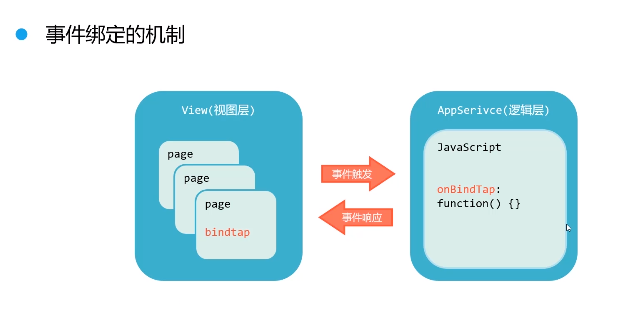 事件绑定的机制
View(视图层)
page
page
page
bindtap
事件触发
事件响应
AppSerivce(逻辑层)
JavaScript
onBindTap:
function() {}